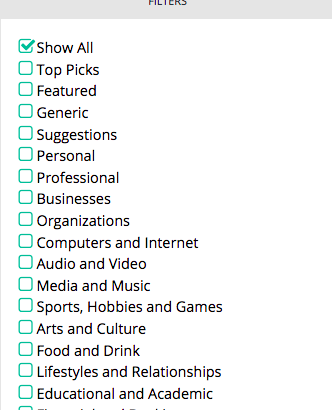 FILTERS
Show All
Top Picks
Featured
Generic
Suggestions
Personal
Professional
Businesses
Organizations
Computers and Internet
Audio and Video
Media and Music
Sports, Hobbies and Games
Arts and Culture
Food and Drink
Lifestyles and Relationships
Educational and Academic